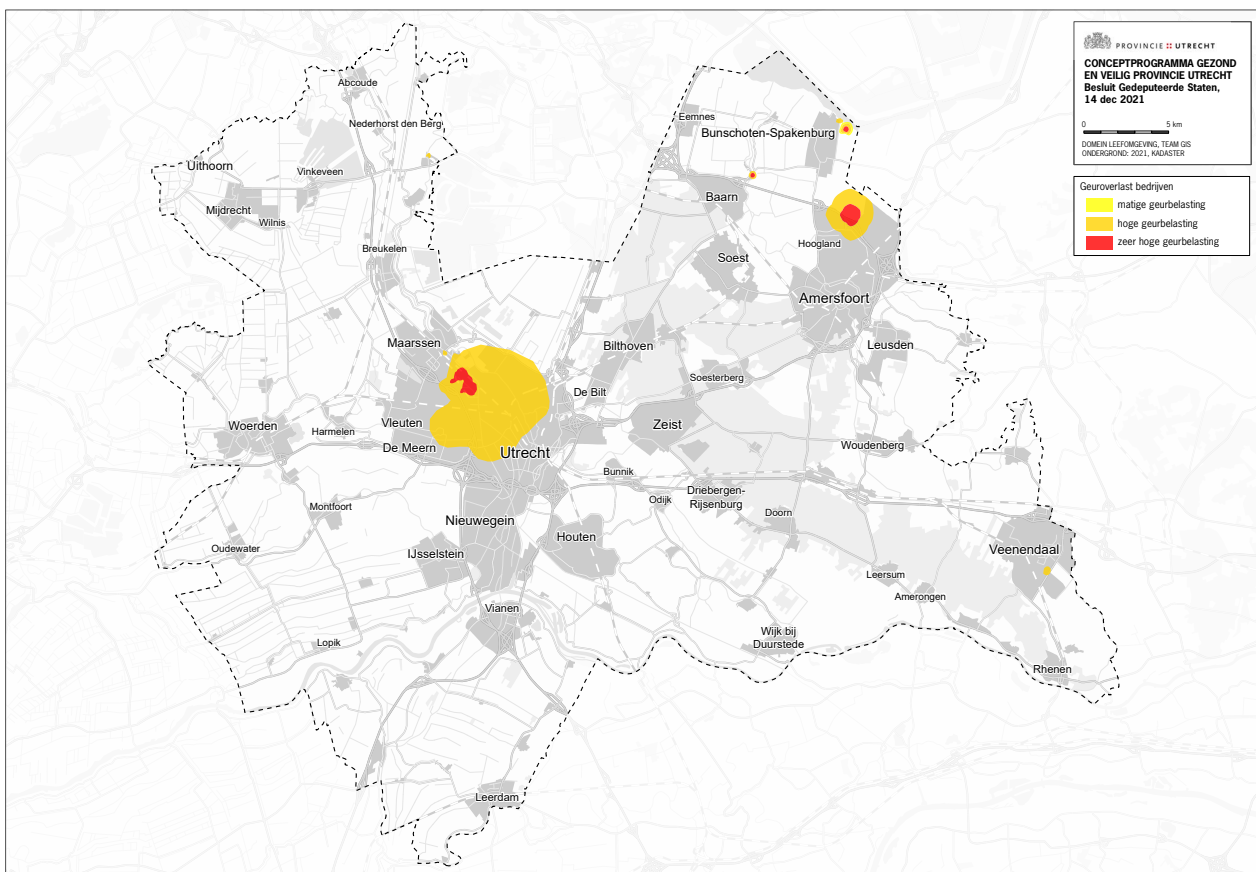 PROVINCIE UTRECHT
CONCEPTPROGRAMMA GEZOND
EN VEILIG PROVINCIE UTRECHT
Besluit Gedeputeerde Staten,
14 dec 2021
0 5 km
DOMEIN LEEFOMGEVING, TEAM GIS
ONDERGROND: 2021, KADASTER
Geuroverlast bedrijven
matige geurbelasting
hoge geurbelasting
zeer hoge geurbelasting
Abcoude
Nederhorst den Berg
Eemnes
Bunschoten-Spakenburg
Uithoorn
Vinkeveen
Baarn
Mijdrecht
Wilnis
Breukelen
Hoogland
Soest
Amersfoort
Maarssen
Bilthoven
Leusden
Soesterberg
De Bilt
Vleuten
Zeist
Woerden
Harmelen
De Meern
Utrecht
Woudenberg
Bunnik
Driebergen-
Rijsenburg
Odijk
Montfoort
Doorn
Nieuwegein
Houten
Oudewater
IJsselstein
Veenendaal
Leersum
Amerongen
Vianen
Wijk bij
Duurstede
Lopik
Rhenen
Leerdam